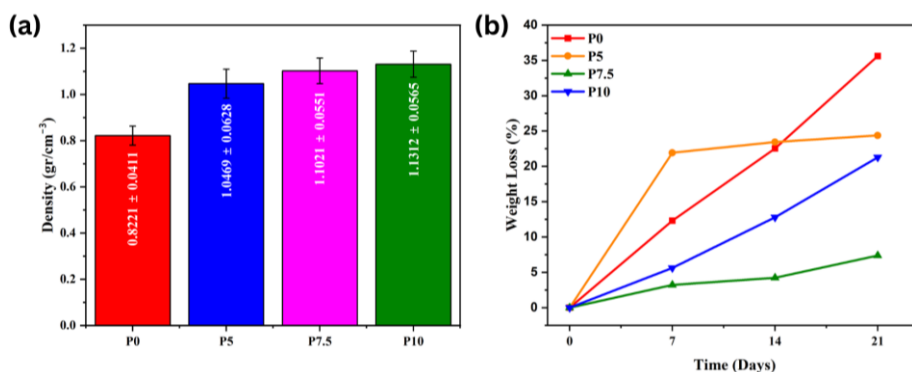 (a)
Density (gr/cm⁻³)
1.2
1.0
0.8
0.6
0.4
0.2
0.0
0.8221 ± 0.0411
1.0469 ± 0.0628
1.1021 ± 0.0551
1.1312 ± 0.0565
P0 P5 P7.5 P10
(b)
Weight Loss (%)
40
35
30
25
20
15
10
5
0
P0
P5
P7.5
P10
0 7 14 21
Time (Days)